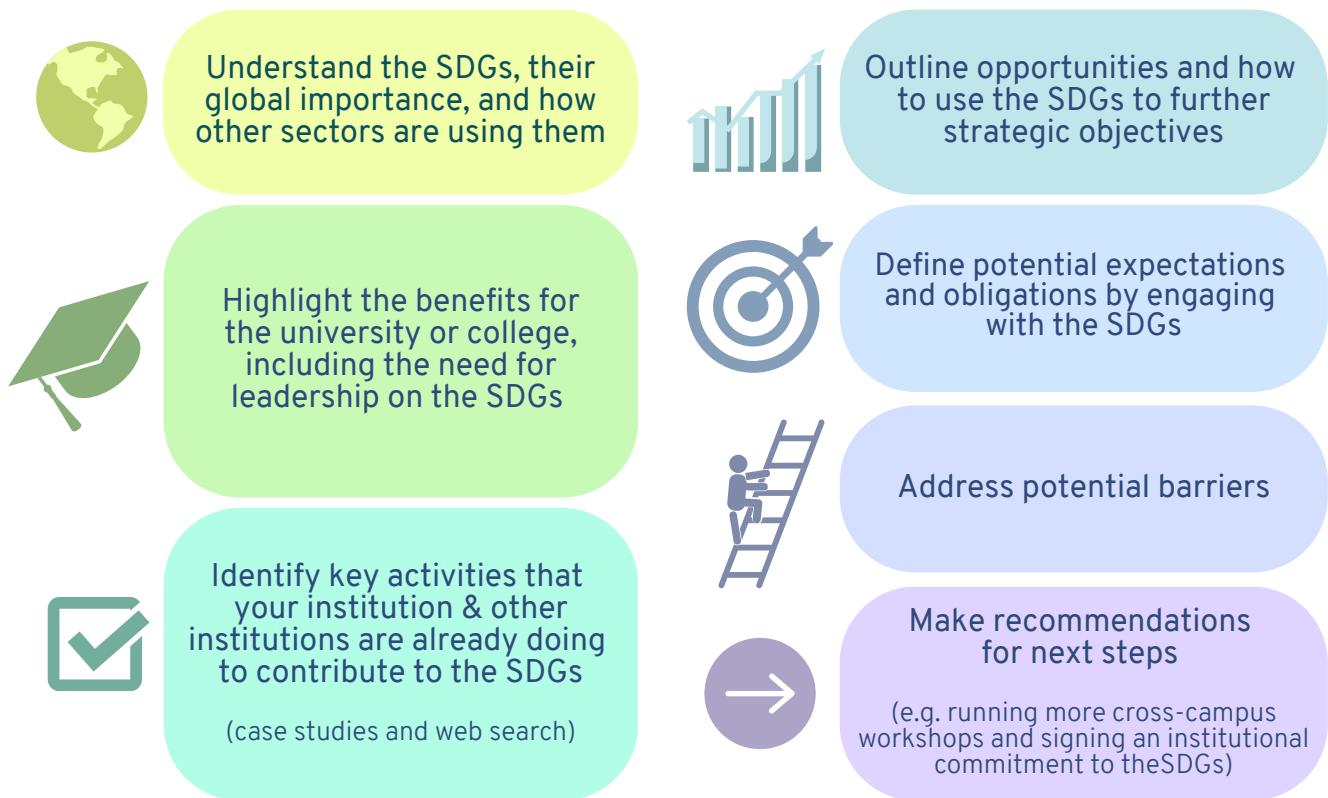 Understand the SDGs, their
global importance, and how
other sectors are using them
Highlight the benefits for
the university or college,
including the need for
leadership on the SDGs
Identify key activities that
your institution & other
institutions are already doing
to contribute to the SDGs
(case studies and web search)
Outline opportunities and how
to use the SDGs to further
strategic objectives
Define potential expectations
and obligations by engaging
with the SDGs
Address potential barriers
Make recommendations
for next steps
(e.g. running more cross-campus
workshops and signing an institutional
commitment to theSDGs)